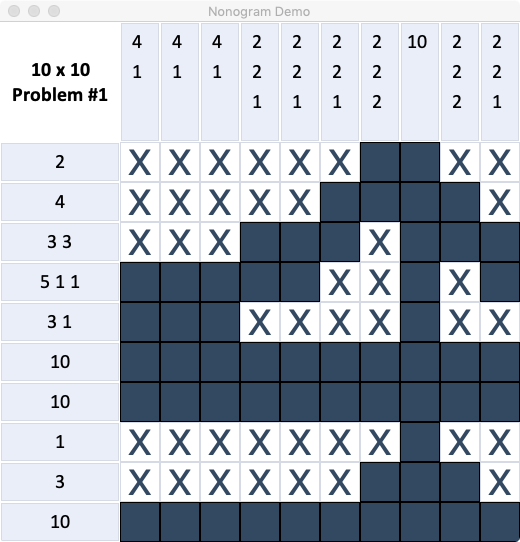 Nonogram Demo
10 x 10
Problem #1
4 4 4 2 2 2 2 10 2 2
1 1 1 2 2 2 2 2 2
1 1 1 2 2 1
2 X X X X X X X X
4 X X X X X X
3 3 X X X X
5 1 1 X X X
3 1 X X X X X X
10
10
1 X X X X X X X X X
3 X X X X X X X
10